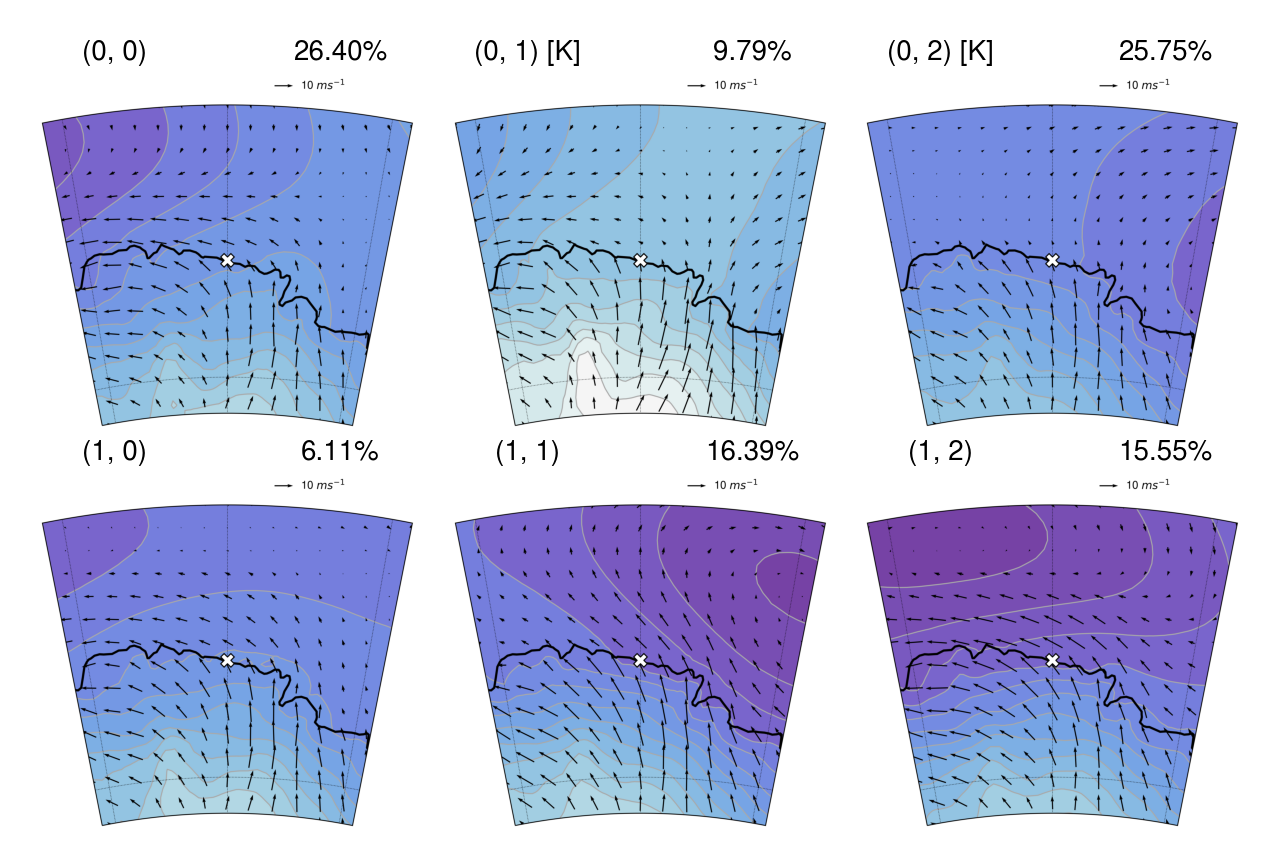 (0, 0) 26.40% (0, 1) [K] 9.79% (0, 2) [K] 25.75%
10 ms⁻¹ 10 ms⁻¹ 10 ms⁻¹
(1, 0) 6.11% (1, 1) 16.39% (1, 2) 15.55%
10 ms⁻¹ 10 ms⁻¹ 10 ms⁻¹